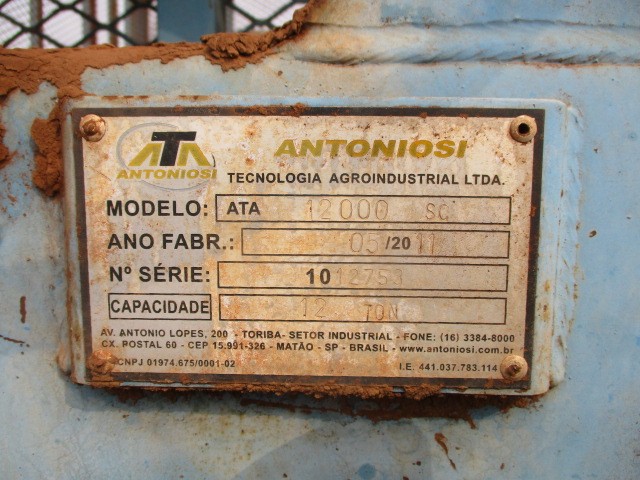 ATA
ANTONIOSI
ANTONIOSI
TECNOLOGIA AGROINDUSTRIAL LTDA.
MODELO: ATA 12000 SC
ANO FABR.: 05/2011
Nº SÉRIE: 1012753
CAPACIDADE 12 TON
AV. ANTONIO LOPES, 200 - TORIBA- SETOR INDUSTRIAL - FONE: (16) 3384-8000
CX. POSTAL 60 - CEP 15.991-326 - MATÃO - SP - BRASIL - www.antoniosi.com.br
CNPJ 01974.675/0001-02 I.E. 441.037.783.114